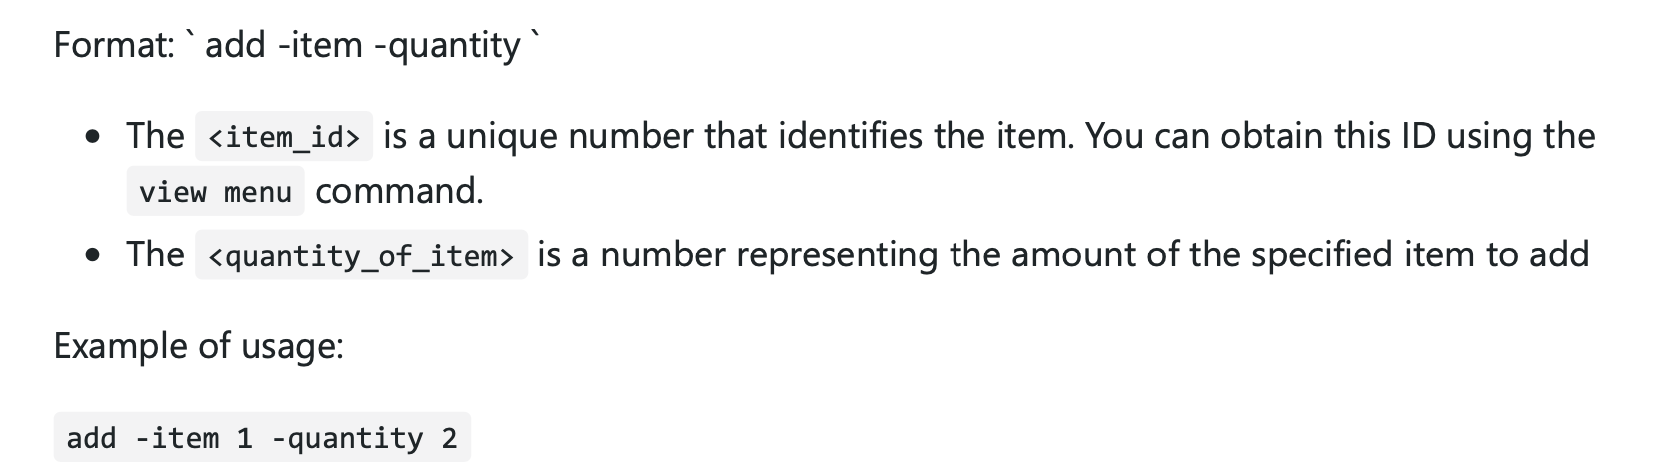 Format: ` add -item -quantity `
• The <item_id> is a unique number that identifies the item. You can obtain this ID using the
view menu command.
• The <quantity_of_item> is a number representing the amount of the specified item to add
Example of usage:
add -item 1 -quantity 2